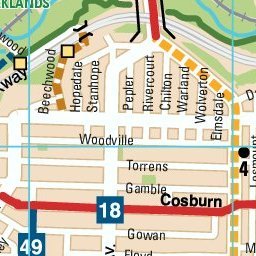 KLANDS
wood
Beechwood
Hopedale
Stanhope
Pepler
Rivercourt
Chilton
Warland
Wolverton
Elmsdale
Woodville
Torrens
Gamble
Cosburn
4
18
Gowan
49
Floyd